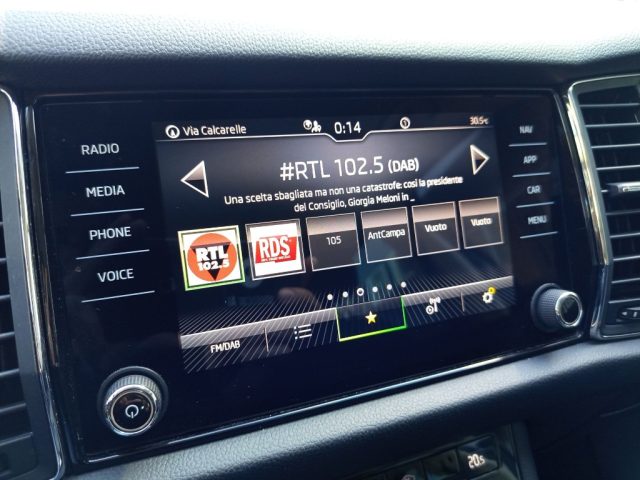 Via Calcarelle
0:14
30.5°C
RADIO
MEDIA
PHONE
VOICE
NAV
APP
CAR
MENU
#RTL 102.5 (DAB)
Una scelta sbagliata ma non una catastrofe: così la presidente
del Consiglio, Giorgia Meloni in _
RTL
102.5
RDS
105
AntCampa
Vuoto
Vuoto
FM/DAB
20.5